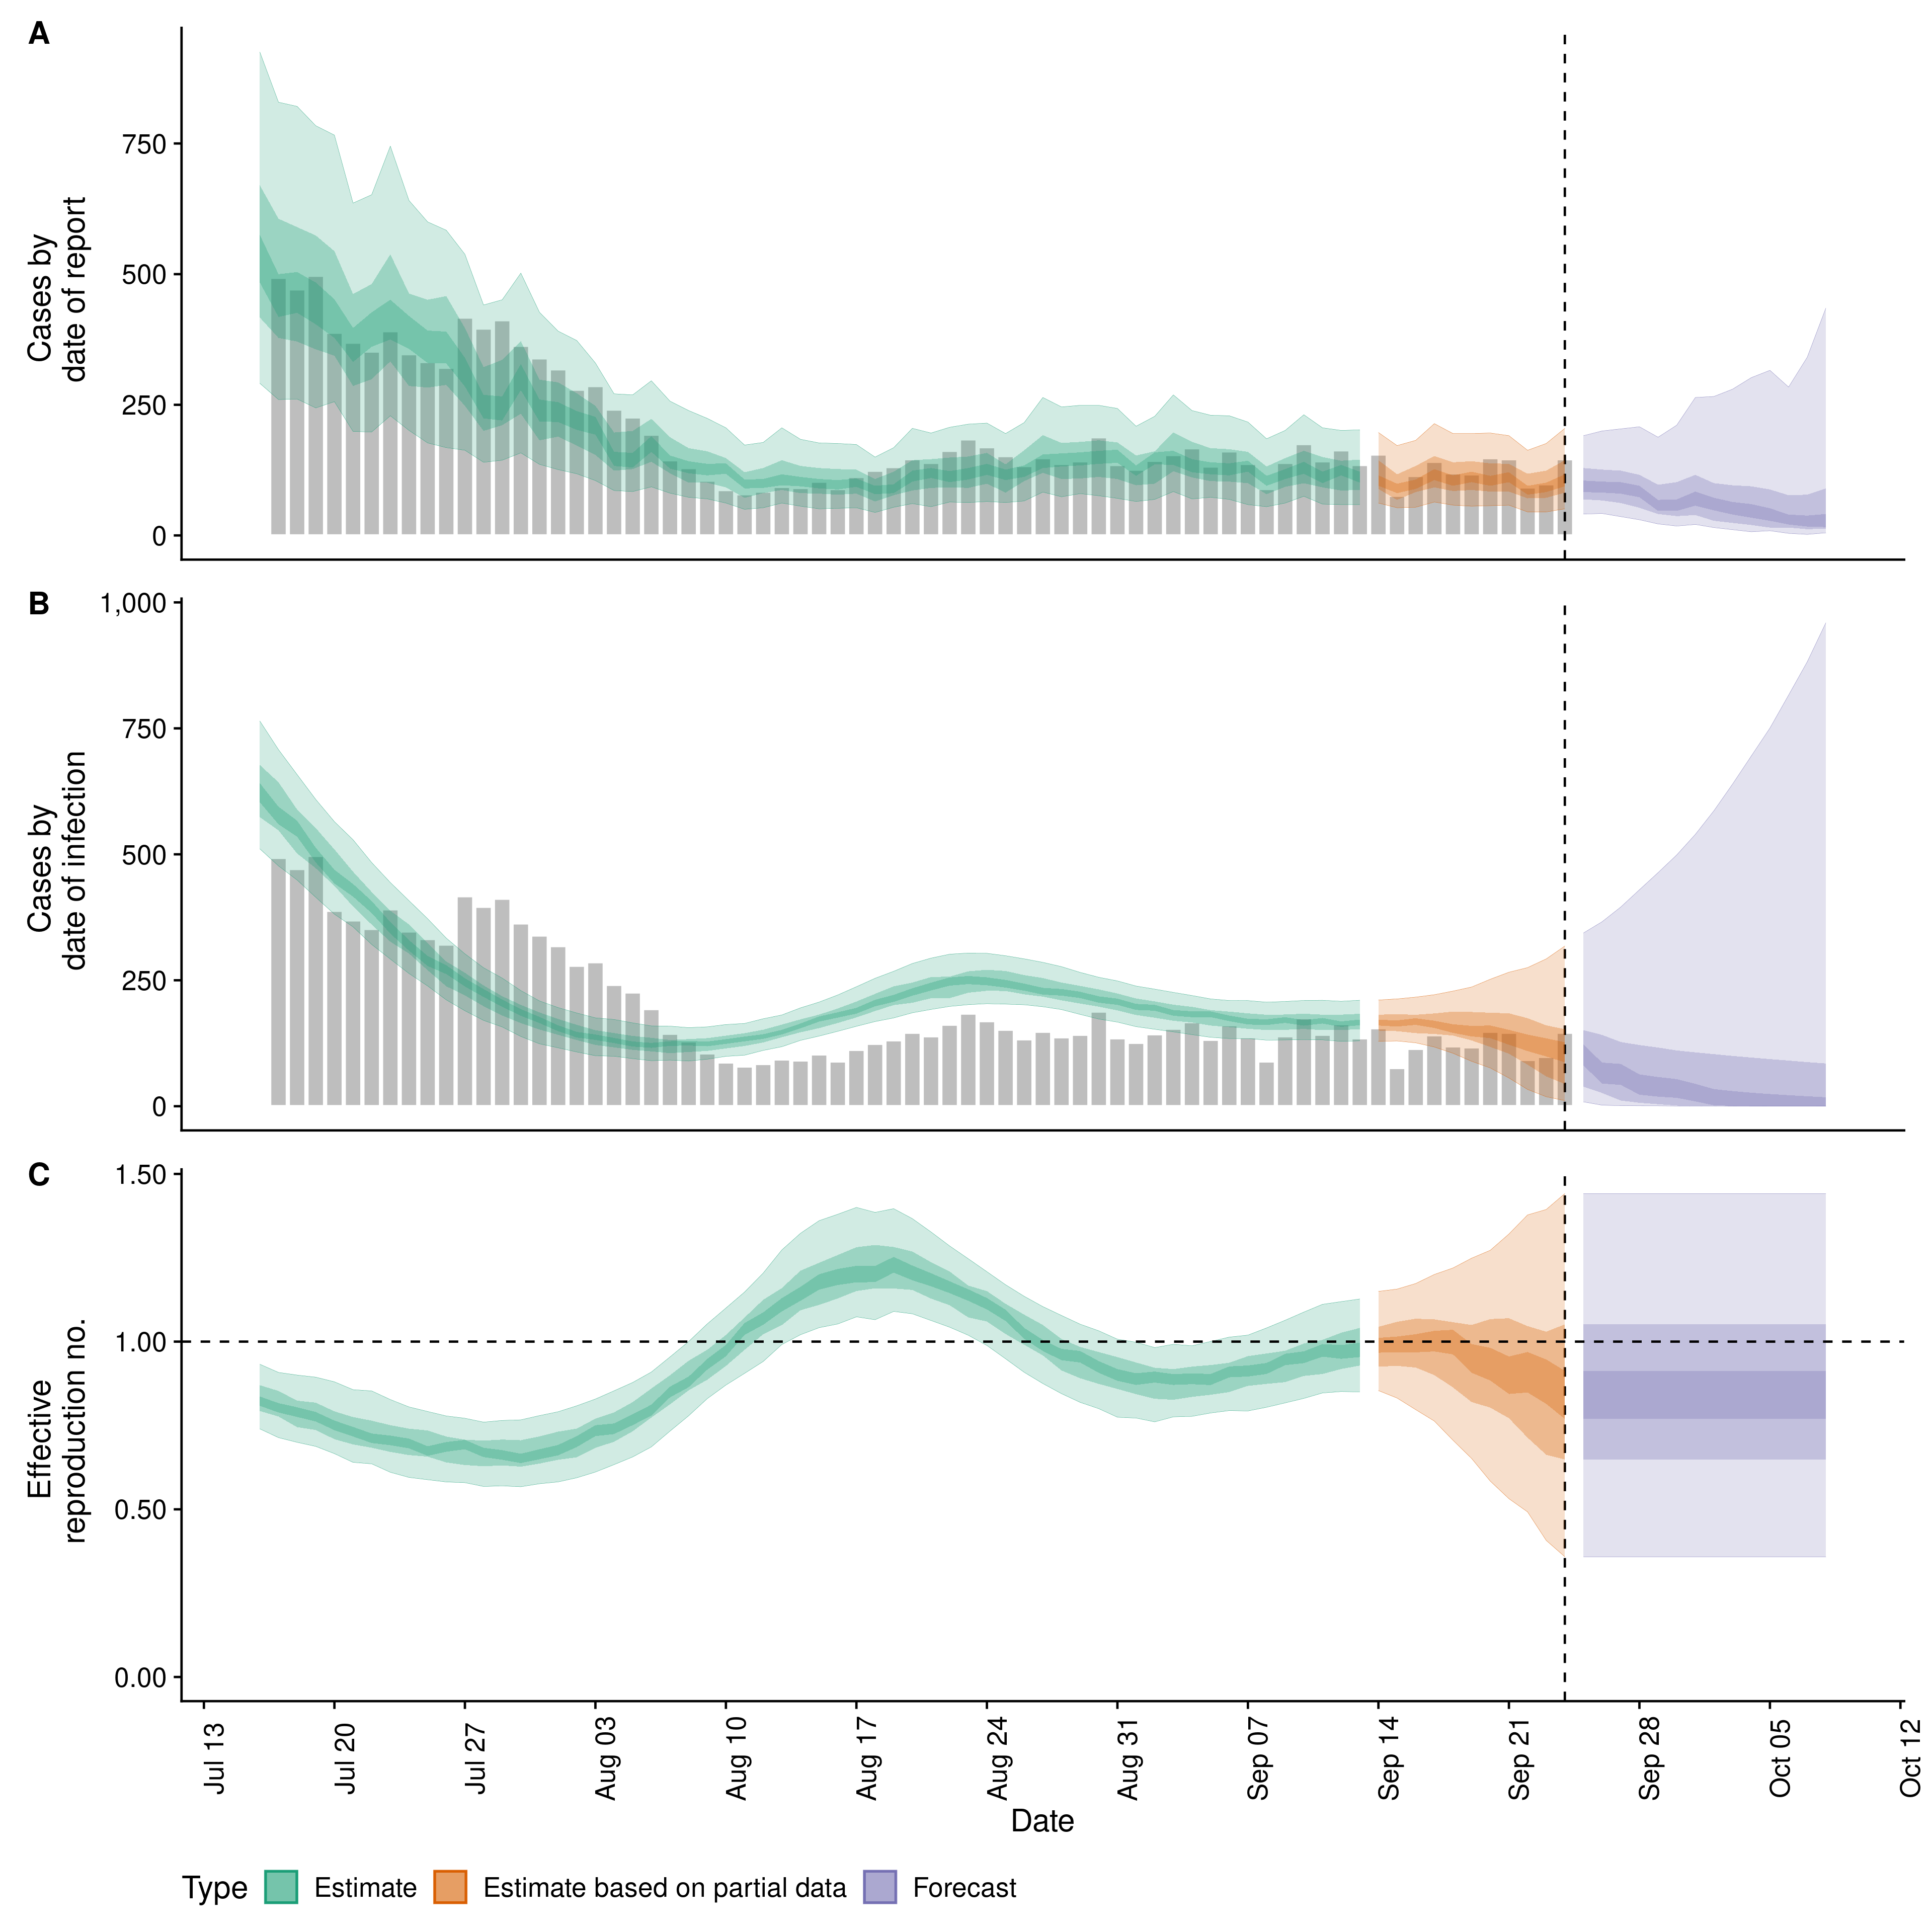 A
Cases by
date of report
750
500
250
0
B
Cases by
date of infection
1,000
750
500
250
0
C
Effective
reproduction no.
1.50
1.00
0.50
0.00
Jul 13
Jul 20
Jul 27
Aug 03
Aug 10
Aug 17
Aug 24
Aug 31
Sep 07
Sep 14
Sep 21
Sep 28
Oct 05
Oct 12
Date
Type Estimate Estimate based on partial data Forecast